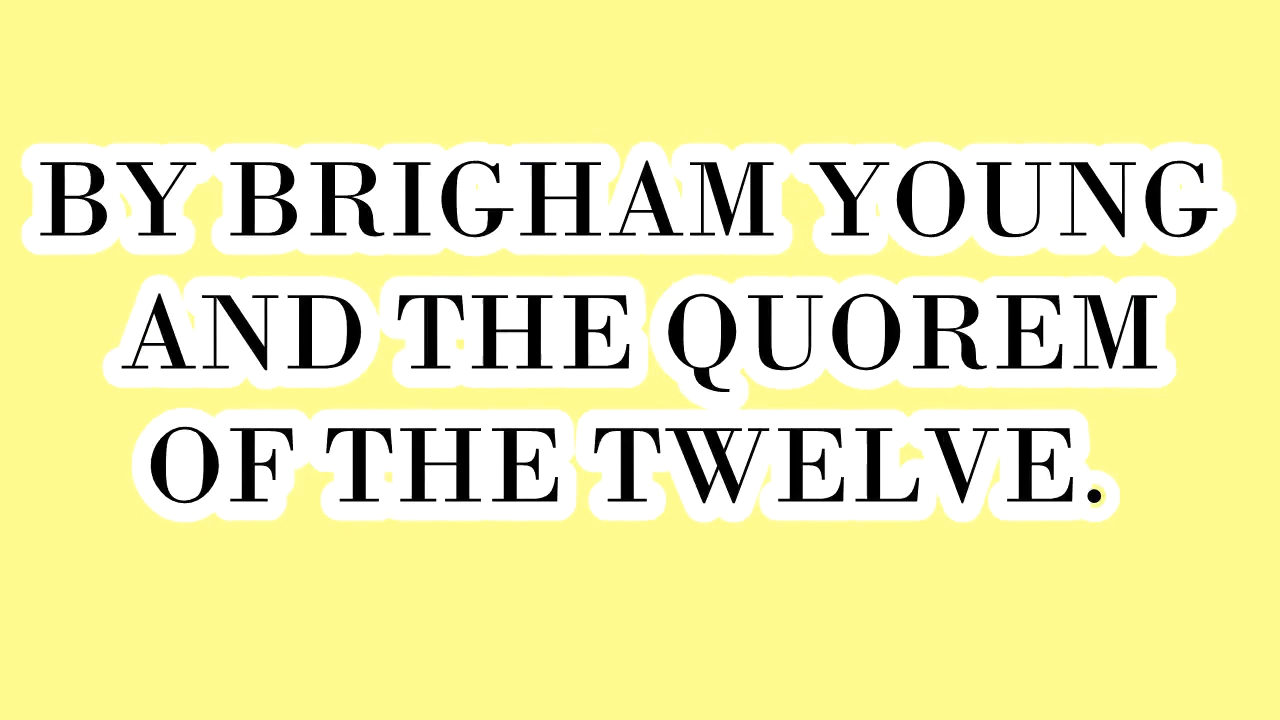 BY BRIGHAM YOUNG
AND THE QUOREM
OF THE TWELVE.